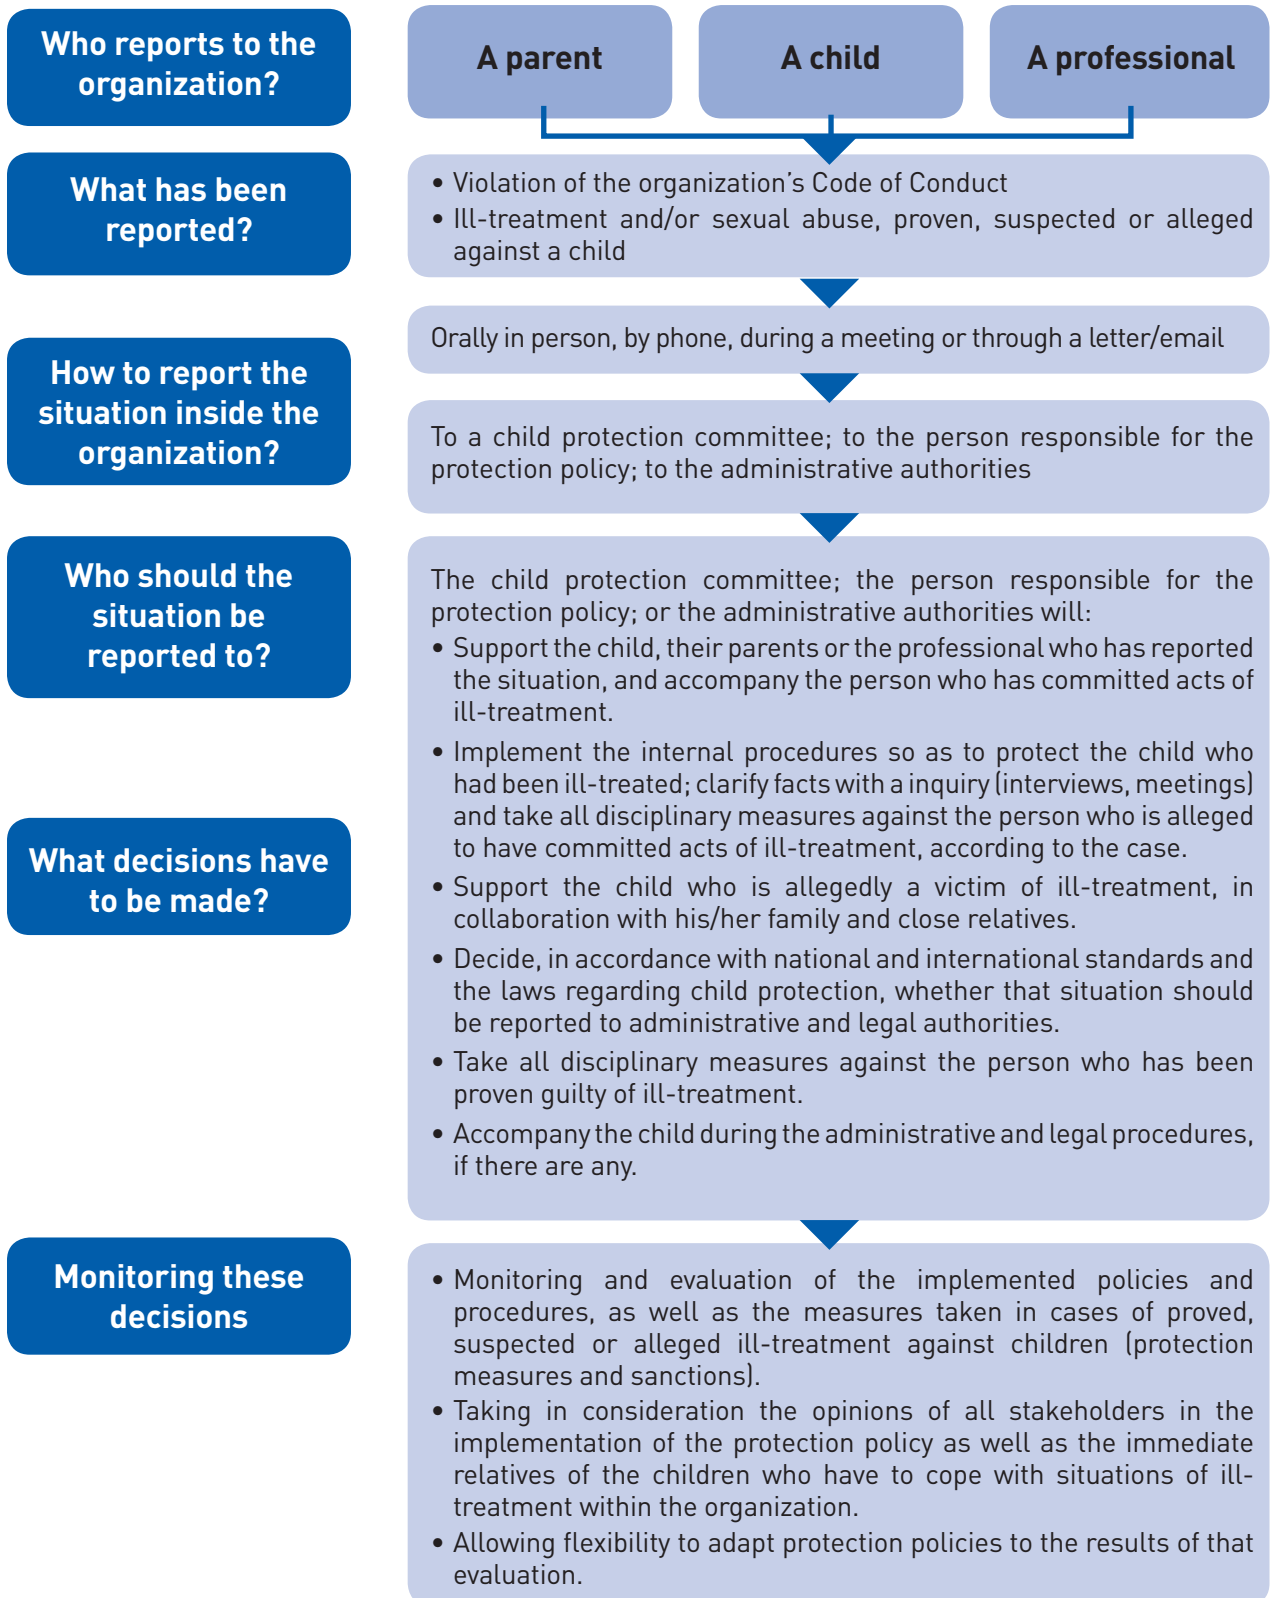 Who reports to the
organization?
A parent
A child
A professional
What has been
reported?
• Violation of the organization’s Code of Conduct
• Ill-treatment and/or sexual abuse, proven, suspected or alleged
against a child
How to report the
situation inside the
organization?
Orally in person, by phone, during a meeting or through a letter/email
To a child protection committee; to the person responsible for the
protection policy; to the administrative authorities
Who should the
situation be
reported to?
What decisions have
to be made?
The child protection committee; the person responsible for the
protection policy; or the administrative authorities will:
• Support the child, their parents or the professional who has reported
the situation, and accompany the person who has committed acts of
ill-treatment.
• Implement the internal procedures so as to protect the child who
had been ill-treated; clarify facts with a inquiry (interviews, meetings)
and take all disciplinary measures against the person who is alleged
to have committed acts of ill-treatment, according to the case.
• Support the child who is allegedly a victim of ill-treatment, in
collaboration with his/her family and close relatives.
• Decide, in accordance with national and international standards and
the laws regarding child protection, whether that situation should
be reported to administrative and legal authorities.
• Take all disciplinary measures against the person who has been
proven guilty of ill-treatment.
• Accompany the child during the administrative and legal procedures,
if there are any.
Monitoring these
decisions
• Monitoring and evaluation of the implemented policies and
procedures, as well as the measures taken in cases of proved,
suspected or alleged ill-treatment against children (protection
measures and sanctions).
• Taking in consideration the opinions of all stakeholders in the
implementation of the protection policy as well as the immediate
relatives of the children who have to cope with situations of ill-
treatment within the organization.
• Allowing flexibility to adapt protection policies to the results of that
evaluation.